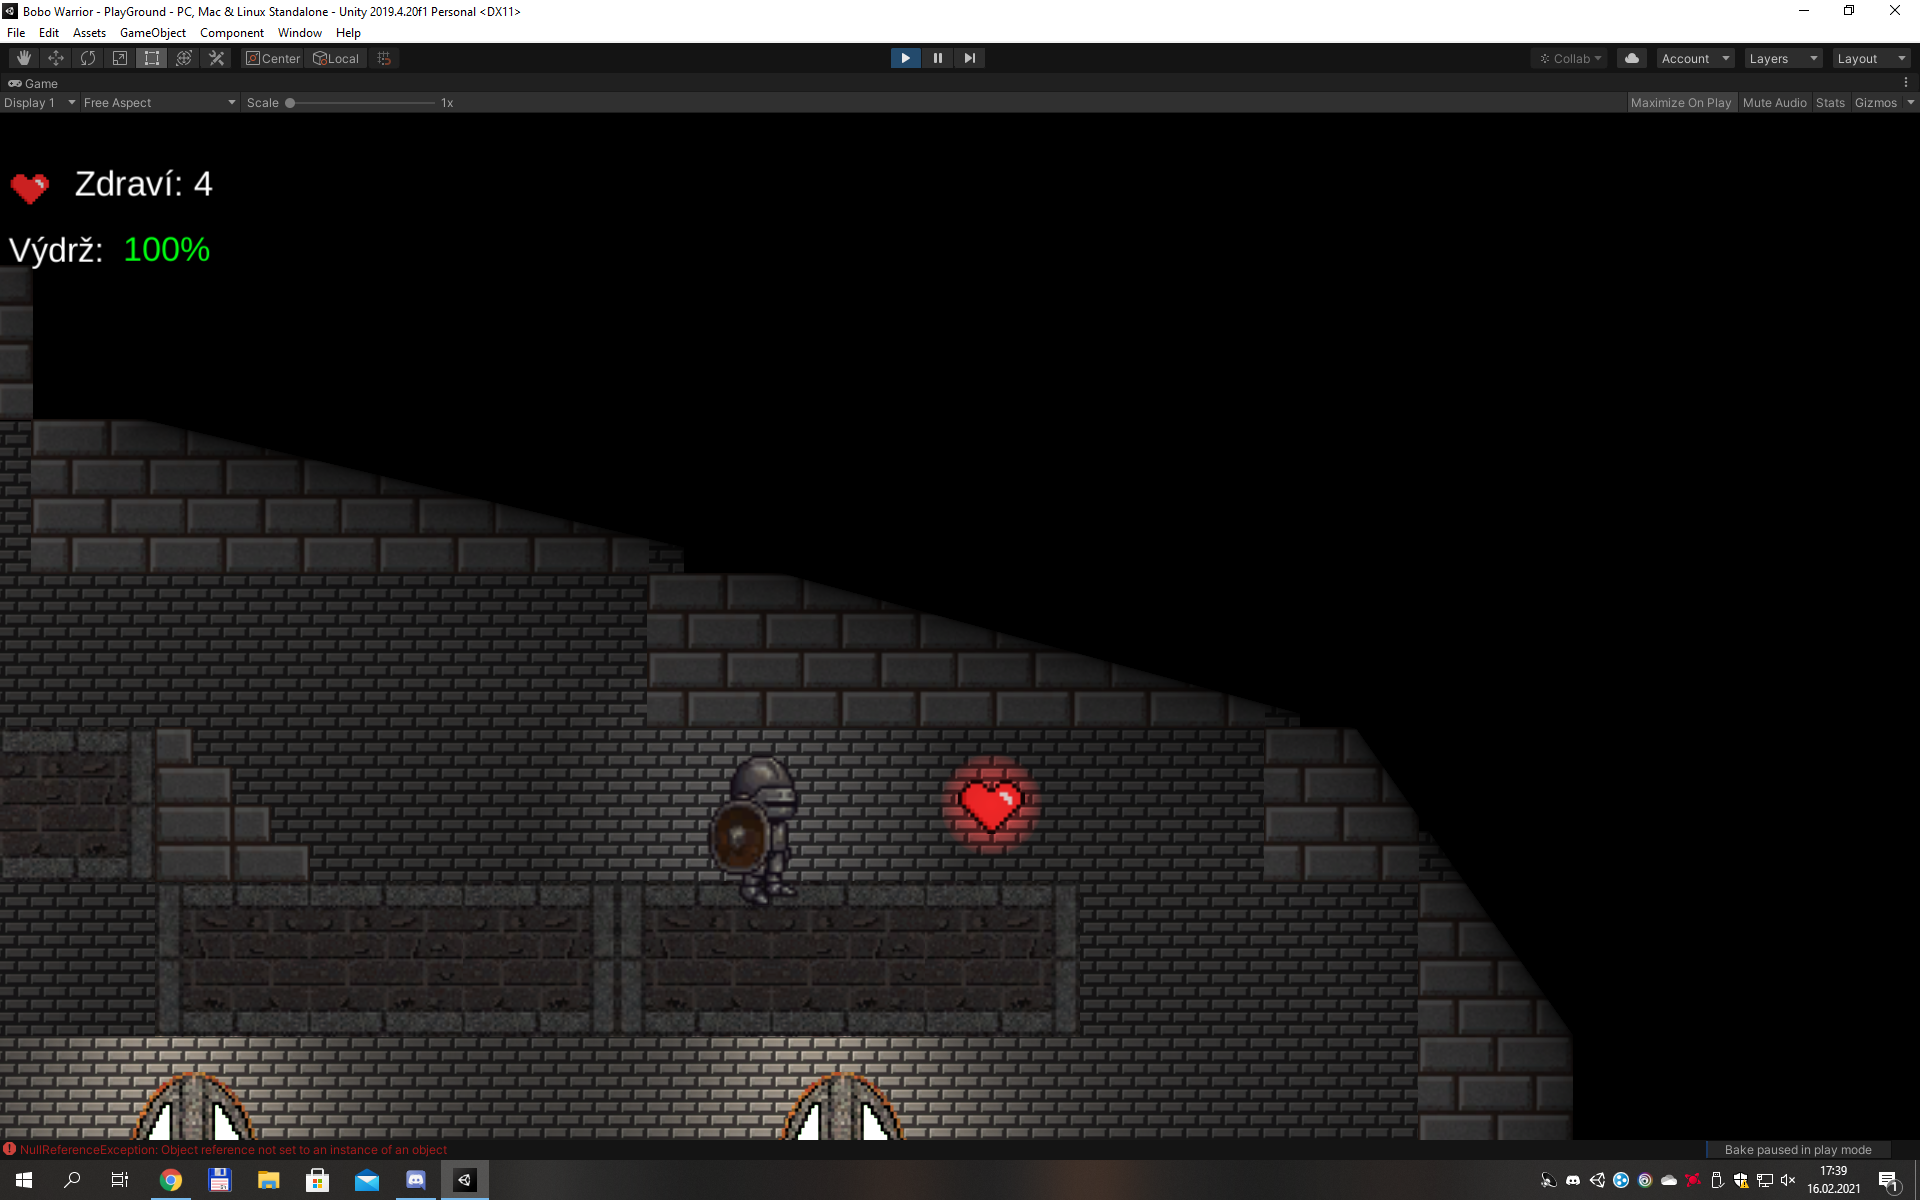 Bobo Warrior - PlayGround - PC, Mac & Linux Standalone - Unity 2019.4.20f1 Personal <DX11>
File Edit Assets GameObject Component Window Help
Center Local Collab Account Layers Layout
Game
Display 1 Free Aspect Scale 1x Maximize On Play Mute Audio Stats Gizmos
Zdraví: 4
Výdrž: 100%
NullReferenceException: Object reference not set to an instance of an object
Bake paused in play mode
17:39
16.02.2021
1